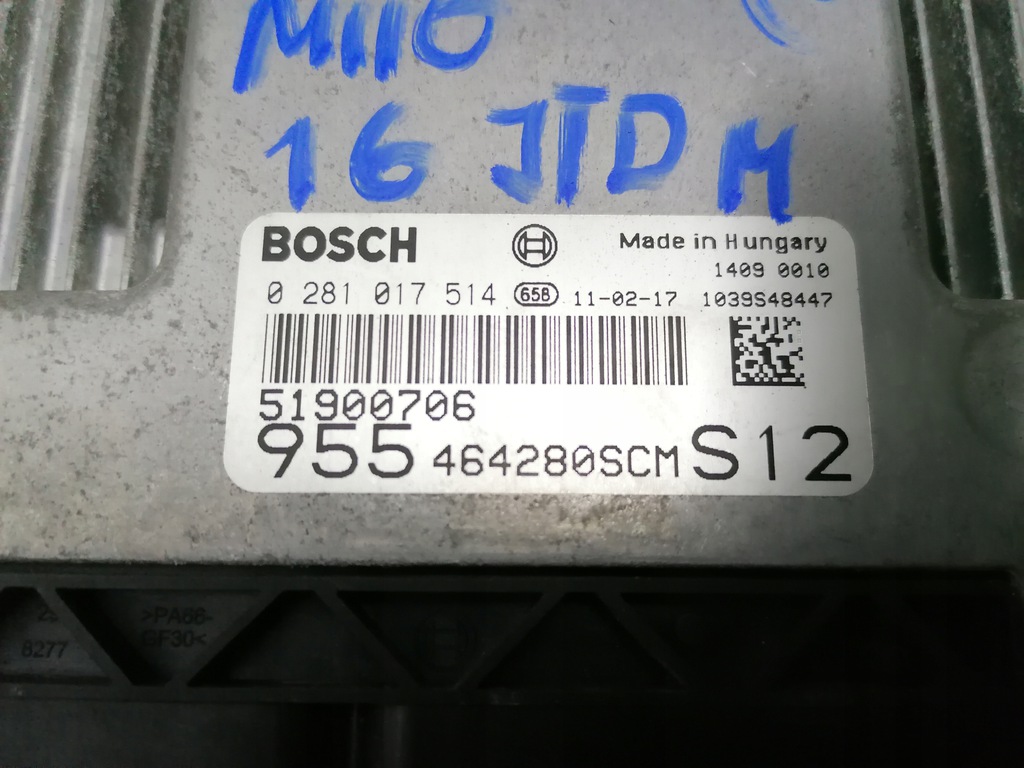 MITO
16 JTDM
BOSCH
Made in Hungary
1409 0010
0 281 017 514 658 11-02-17 1039S48447
51900706
955 464280SCM S12
>PA66-
GF30<
8277